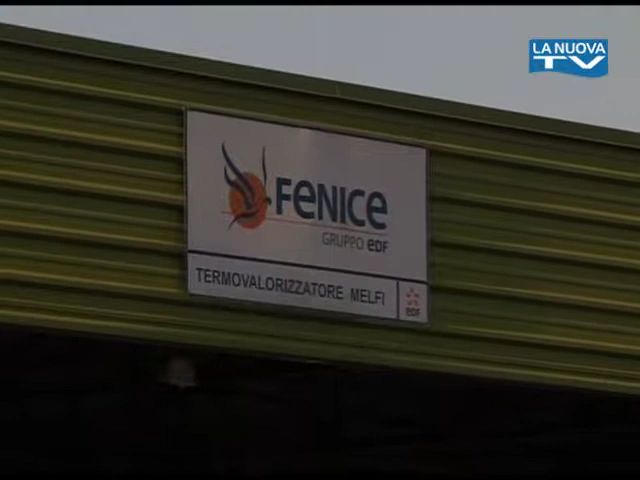 LA NUOVA
TV
FENICE
GRUPPO eDF
TERMOVALORIZZATORE MELFI
eDF